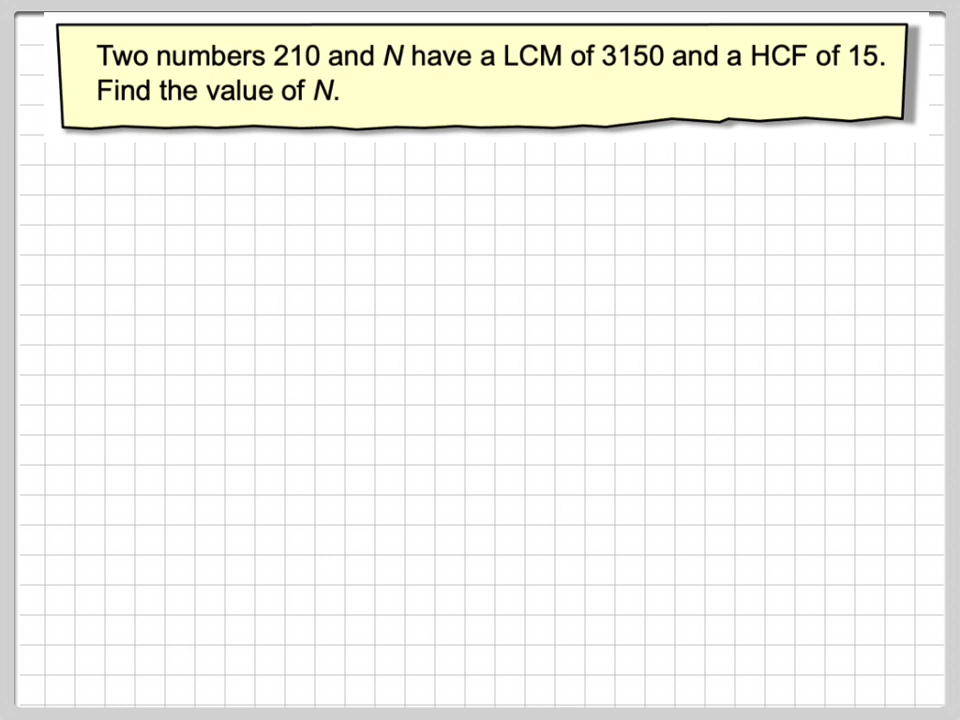 Two numbers 210 and N have a LCM of 3150 and a HCF of 15.
Find the value of N.